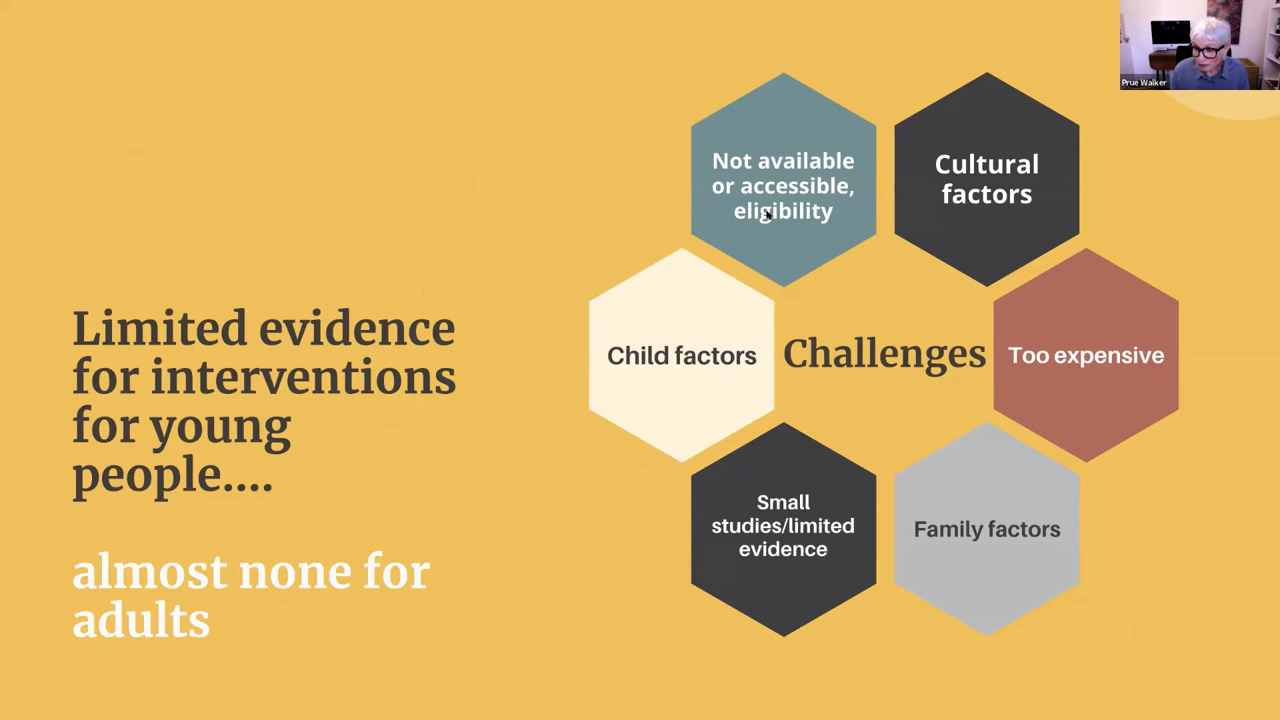 Prue Walker
Limited evidence
for interventions
for young
people....
almost none for
adults
Not available
or accessible,
eligibility
Cultural
factors
Child factors
Challenges
Too expensive
Small
studies/limited
evidence
Family factors